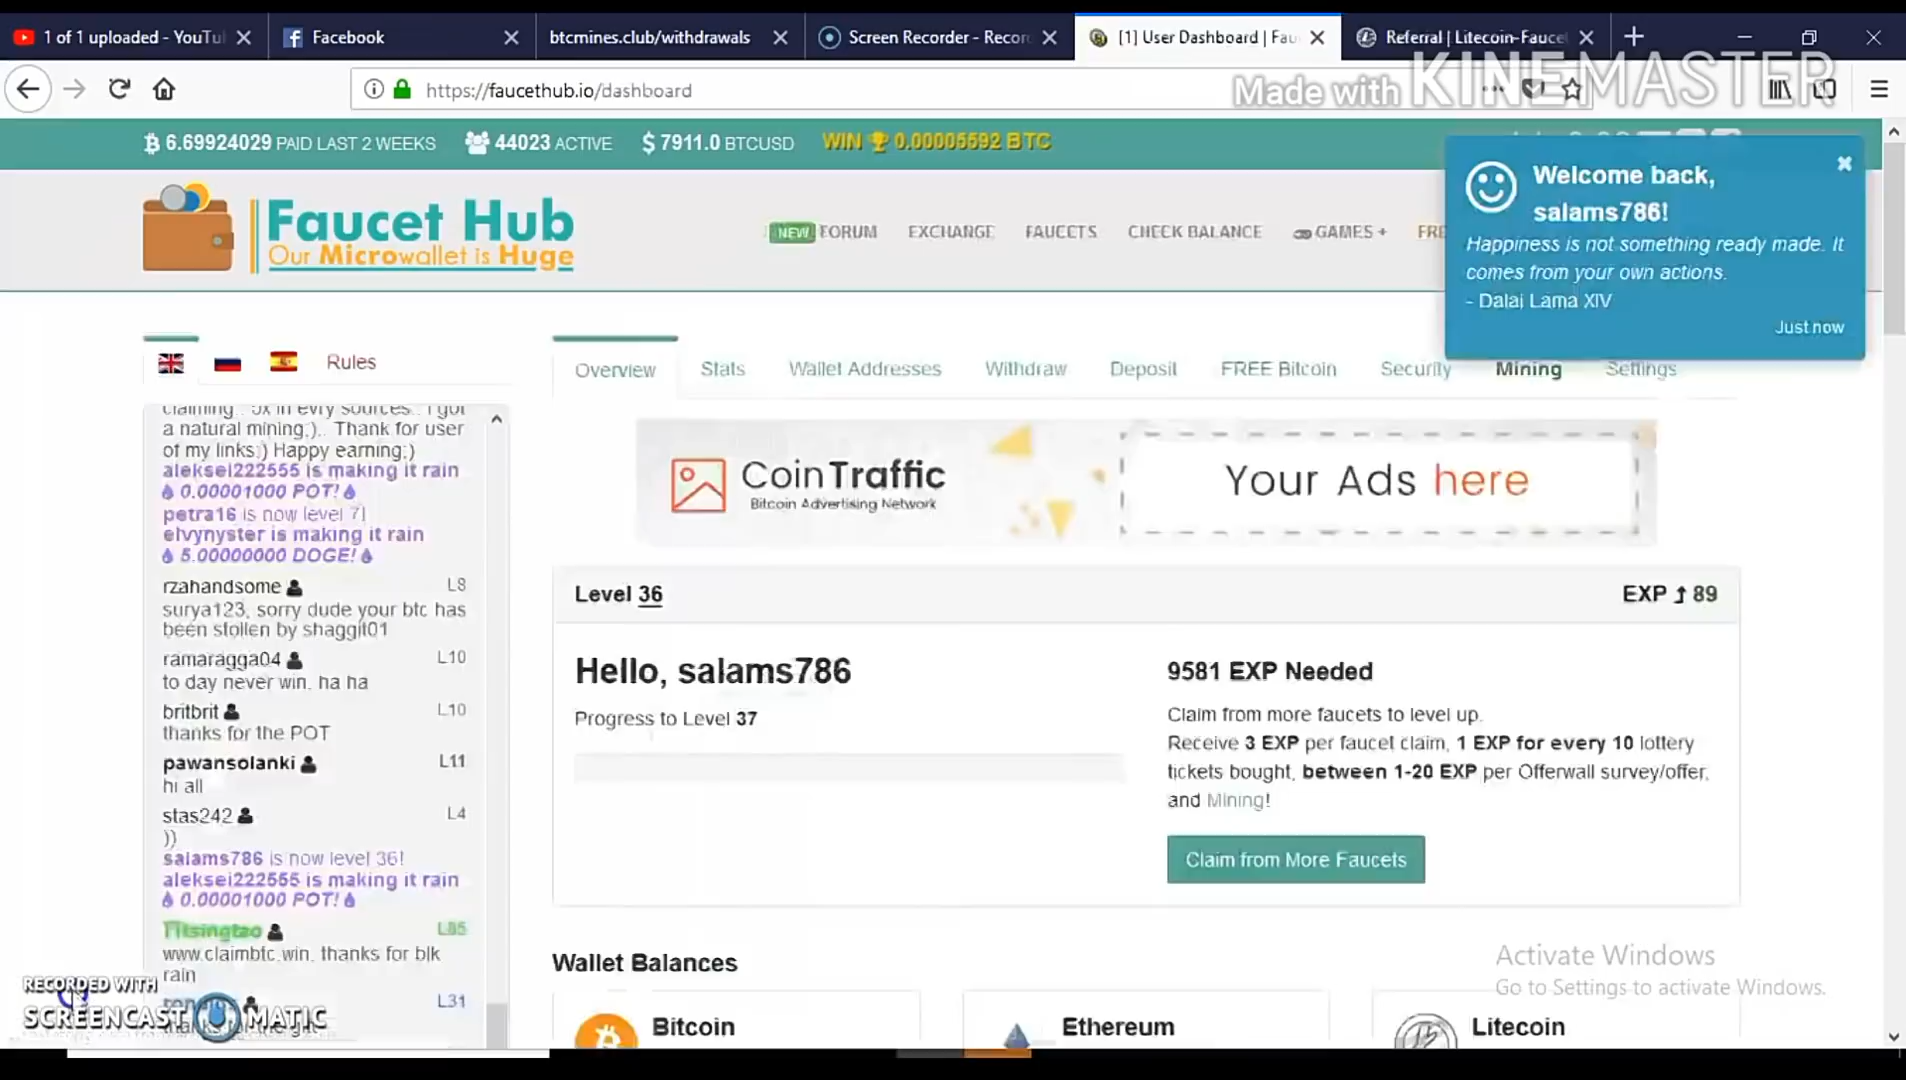 1 of 1 uploaded - YouTu
Facebook
btcmines.club/withdrawals
Screen Recorder - Recor
[1] User Dashboard | Fau
Referral | Litecoin-Faucet
https://faucethub.io/dashboard
Made with KINEMASTER
6.69924029 PAID LAST 2 WEEKS
44023 ACTIVE
$ 7911.0 BTCUSD
WIN 0.00005592 BTC
Faucet Hub
Our Microwallet is Huge
NEW FORUM
EXCHANGE
FAUCETS
CHECK BALANCE
GAMES +
FRE
Welcome back,
salams786!
Happiness is not something ready made. It
comes from your own actions.
- Dalai Lama XIV
Just now
Rules
Overview
Stats
Wallet Addresses
Withdraw
Deposit
FREE Bitcoin
Security
Mining
Settings
claiming . 5x in evry sources.. I got
a natural mining;).. Thank for user
of my links;) Happy earning;)
aleksei222555 is making it rain
0.00001000 POT!
petra16 is now level 7!
elvynyster is making it rain
5.00000000 DOGE!
rzahandsome L8
surya123, sorry dude your btc has
been stollen by shaggit01
ramaragga04 L10
to day never win. ha ha
britbrit L10
thanks for the POT
pawansolanki L11
hi all
stas242 L4
))
salams786 is now level 36!
aleksei222555 is making it rain
0.00001000 POT!
Titsingtao L85
www.claimbtc.win. thanks for blk
rain
L31
CoinTraffic
Bitcoin Advertising Network
Your Ads here
Level 36
EXP 89
Hello, salams786
Progress to Level 37
9581 EXP Needed
Claim from more faucets to level up.
Receive 3 EXP per faucet claim, 1 EXP for every 10 lottery
tickets bought, between 1-20 EXP per Offerwall survey/offer,
and Mining!
Claim from More Faucets
Wallet Balances
Bitcoin
Ethereum
Litecoin
Activate Windows
Go to Settings to activate Windows.
RECORDED WITH
SCREENCAST MATIC